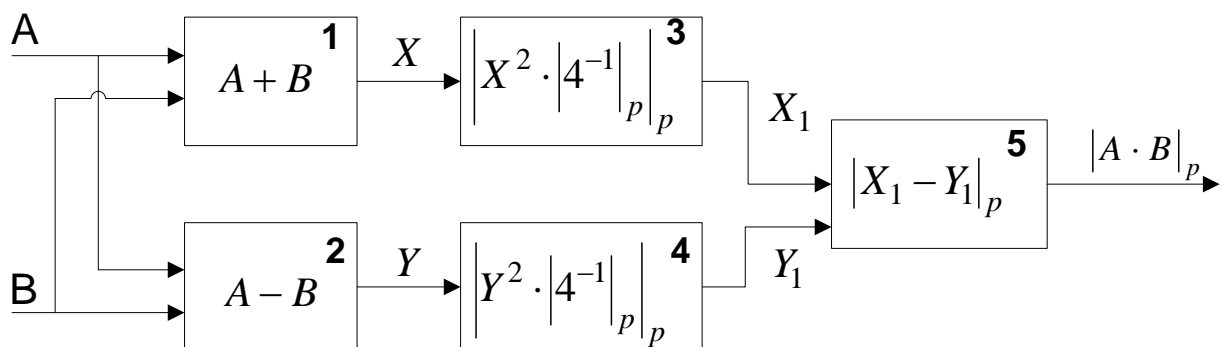 A
1
A + B
X
3
|X² · |4⁻¹|ₚ|ₚ
X₁
5
|X₁ − Y₁|ₚ
|A · B|ₚ
B
2
A − B
Y
4
|Y² · |4⁻¹|ₚ|ₚ
Y₁